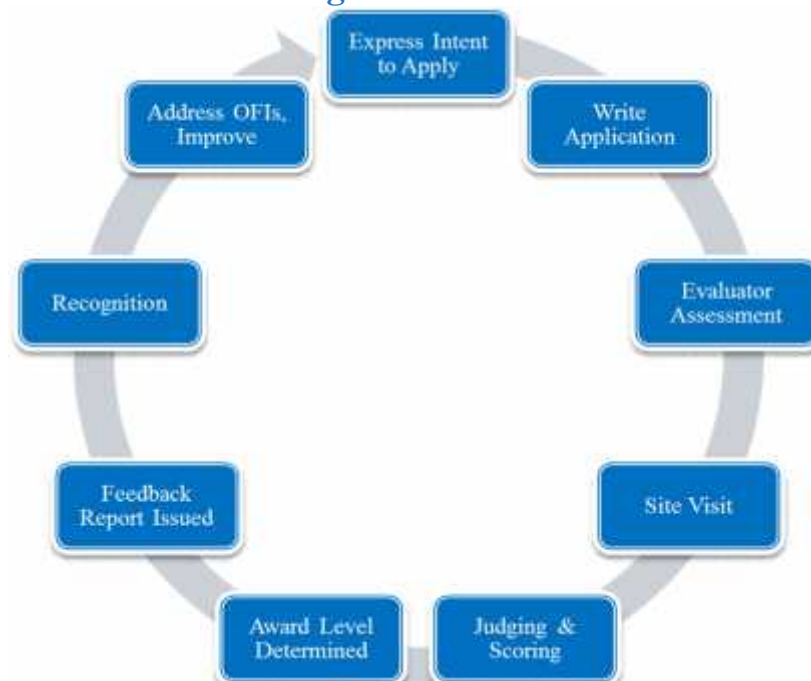 Express Intent
to Apply
Write
Application
Evaluator
Assessment
Site Visit
Judging &
Scoring
Award Level
Determined
Feedback
Report Issued
Recognition
Address OFIs,
Improve